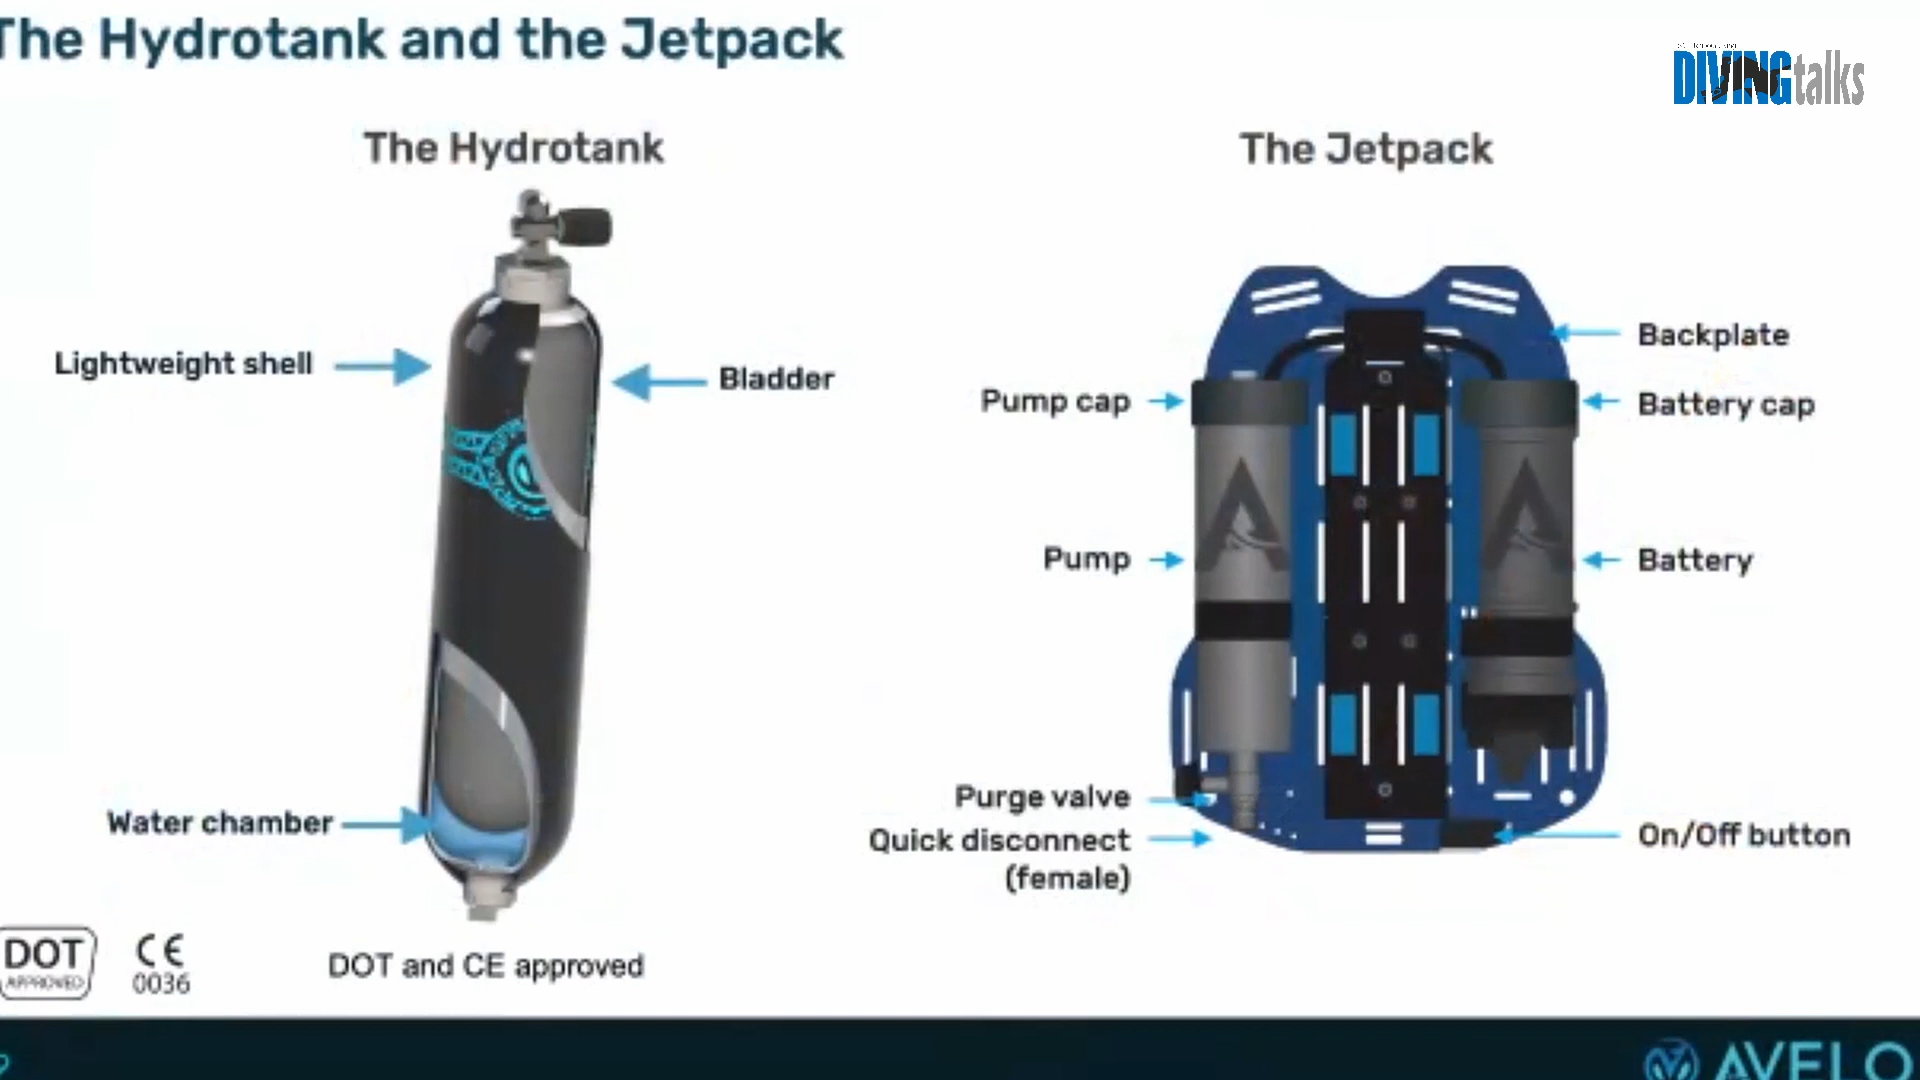 The Hydrotank and the Jetpack
DIVINGtalks
The Hydrotank
The Jetpack
Lightweight shell
Bladder
Water chamber
Backplate
Pump cap
Battery cap
Pump
Battery
Purge valve
Quick disconnect
(female)
On/Off button
DOT
APPROVED
CE
0036
DOT and CE approved
AVELO